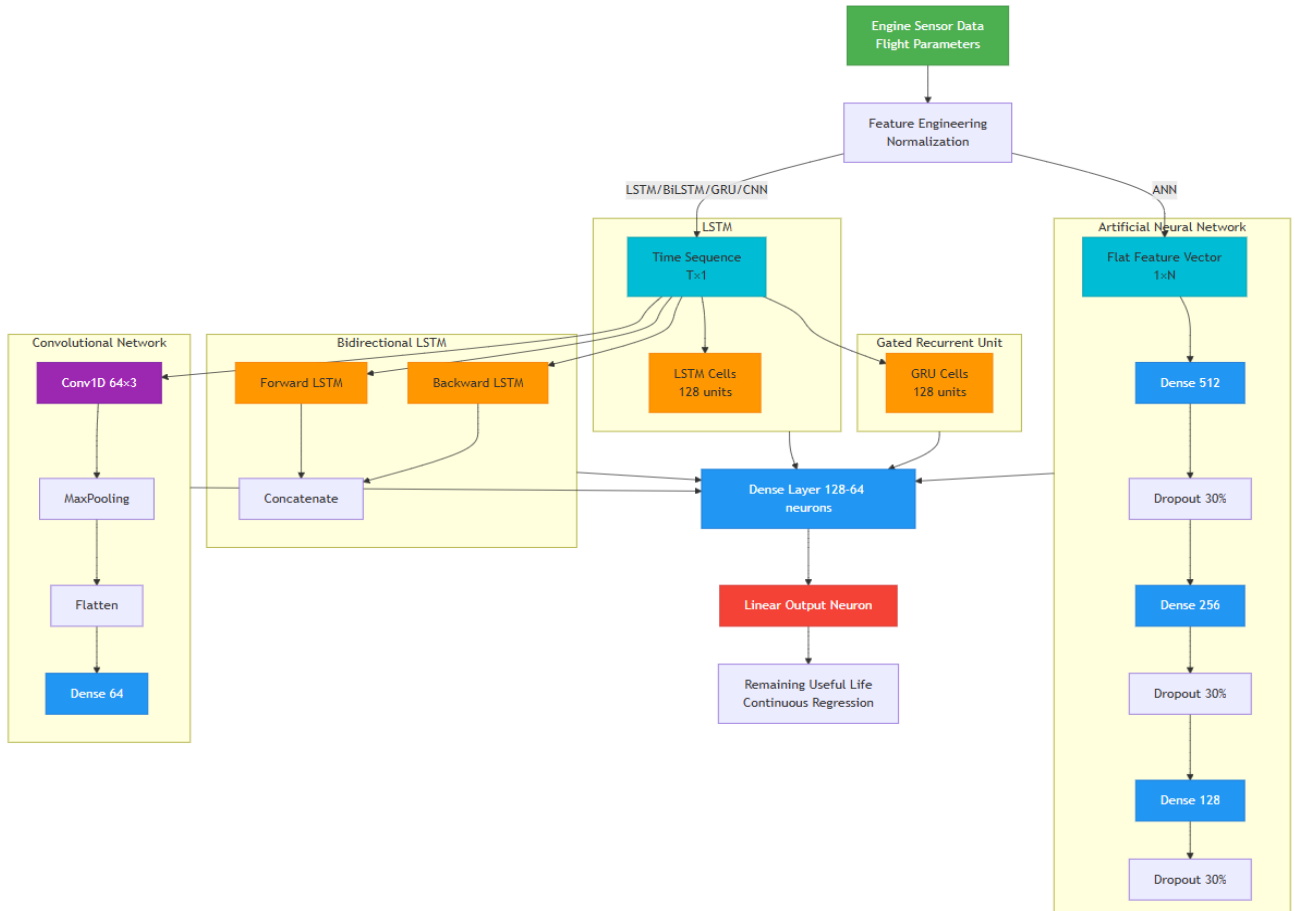 Engine Sensor Data
Flight Parameters
Feature Engineering
Normalization
LSTM/BiLSTM/GRU/CNN
ANN
LSTM
Artificial Neural Network
Time Sequence
T×1
Flat Feature Vector
1×N
Convolutional Network
Bidirectional LSTM
Gated Recurrent Unit
Conv1D 64×3
Forward LSTM
Backward LSTM
LSTM Cells
128 units
GRU Cells
128 units
Dense 512
MaxPooling
Concatenate
Dense Layer 128-64
neurons
Dropout 30%
Flatten
Linear Output Neuron
Dense 256
Dense 64
Remaining Useful Life
Continuous Regression
Dropout 30%
Dense 128
Dropout 30%